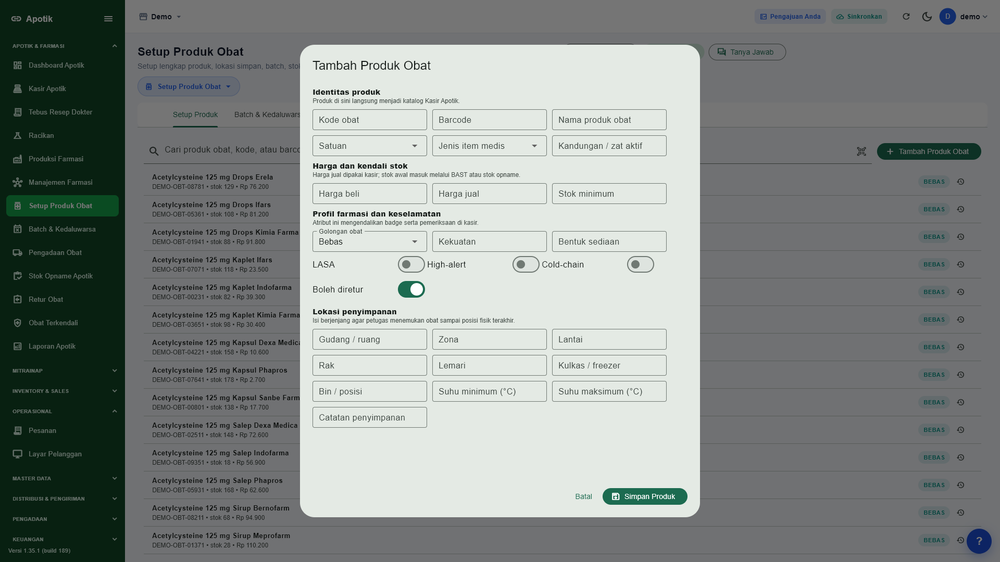 Apotik
Demo
Pengajuan Anda
Sinkronkan
D
demo
APOTIK & FARMASI
Dashboard Apotik
Kasir Apotik
Tebus Resep Dokter
Racikan
Produksi Farmasi
Manajemen Farmasi
Setup Produk Obat
Batch & Kedaluwarsa
Pengadaan Obat
Stok Opname Apotik
Retur Obat
Obat Terkendali
Laporan Apotik
MITRAINAP
INVENTORY & SALES
OPERASIONAL
Pesanan
Layar Pelanggan
MASTER DATA
DISTRIBUSI & PENGIRIMAN
PENGADAAN
KEUANGAN
Versi 1.35.1 (build 189)
Setup Produk Obat
Setup lengkap produk, lokasi simpan, batch, stok
Tanya Jawab
Setup Produk Obat
Setup Produk
Batch & Kedaluwars
Cari produk obat, kode, atau barco
Tambah Produk Obat
Acetylcysteine 125 mg Drops Erela
DEMO-OBT-08781 • stok 129 • Rp 76.200
BEBAS
Acetylcysteine 125 mg Drops Ifars
DEMO-OBT-05361 • stok 108 • Rp 81.200
BEBAS
Acetylcysteine 125 mg Drops Kimia Farma
DEMO-OBT-01941 • stok 88 • Rp 91.800
BEBAS
Acetylcysteine 125 mg Kaplet Ifars
DEMO-OBT-07071 • stok 118 • Rp 23.500
BEBAS
Acetylcysteine 125 mg Kaplet Indofarma
DEMO-OBT-00231 • stok 82 • Rp 39.300
BEBAS
Acetylcysteine 125 mg Kaplet Kimia Farma
DEMO-OBT-03651 • stok 98 • Rp 30.400
BEBAS
Acetylcysteine 125 mg Kapsul Dexa Medica
DEMO-OBT-04221 • stok 158 • Rp 10.600
BEBAS
Acetylcysteine 125 mg Kapsul Phapros
DEMO-OBT-07641 • stok 178 • Rp 2.700
BEBAS
Acetylcysteine 125 mg Kapsul Sanbe Farm
DEMO-OBT-00801 • stok 138 • Rp 17.700
BEBAS
Acetylcysteine 125 mg Salep Dexa Medica
DEMO-OBT-02511 • stok 148 • Rp 72.600
BEBAS
Acetylcysteine 125 mg Salep Indofarma
DEMO-OBT-09351 • stok 18 • Rp 56.900
BEBAS
Acetylcysteine 125 mg Salep Phapros
DEMO-OBT-05931 • stok 168 • Rp 62.600
BEBAS
Acetylcysteine 125 mg Sirup Bernofarm
DEMO-OBT-08211 • stok 68 • Rp 94.900
BEBAS
Acetylcysteine 125 mg Sirup Meprofarm
DEMO-OBT-01371 • stok 28 • Rp 110.200
BEBAS
?
Tambah Produk Obat
Identitas produk
Produk di sini langsung menjadi katalog Kasir Apotik.
Kode obat
Barcode
Nama produk obat
Satuan
Jenis item medis
Kandungan / zat aktif
Harga dan kendali stok
Harga jual dipakai kasir; stok awal masuk melalui BAST atau stok opname.
Harga beli
Harga jual
Stok minimum
Profil farmasi dan keselamatan
Atribut ini mengendalikan badge serta pemeriksaan di kasir.
Golongan obat
Bebas
Kekuatan
Bentuk sediaan
LASA
High-alert
Cold-chain
Boleh diretur
Lokasi penyimpanan
Isi berjenjang agar petugas menemukan obat sampai posisi fisik terakhir.
Gudang / ruang
Zona
Lantai
Rak
Lemari
Kulkas / freezer
Bin / posisi
Suhu minimum (°C)
Suhu maksimum (°C)
Catatan penyimpanan
Batal
Simpan Produk